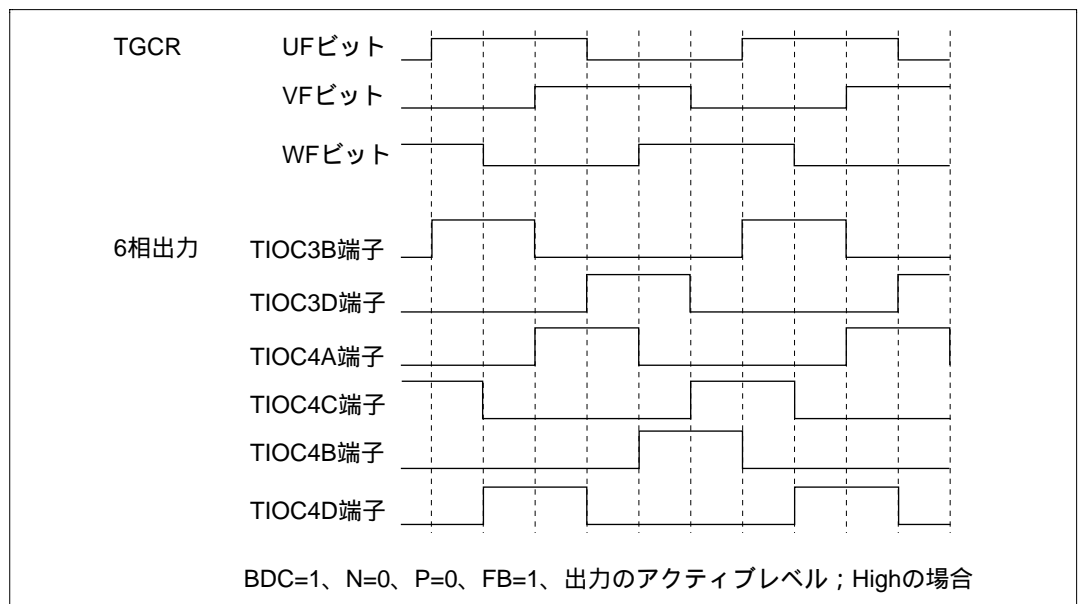 TGCR UFビット
VFビット
WFビット
6相出力 TIOC3B端子
TIOC3D端子
TIOC4A端子
TIOC4C端子
TIOC4B端子
TIOC4D端子
BDC=1、N=0、P=0、FB=1、出力のアクティブレベル；Highの場合